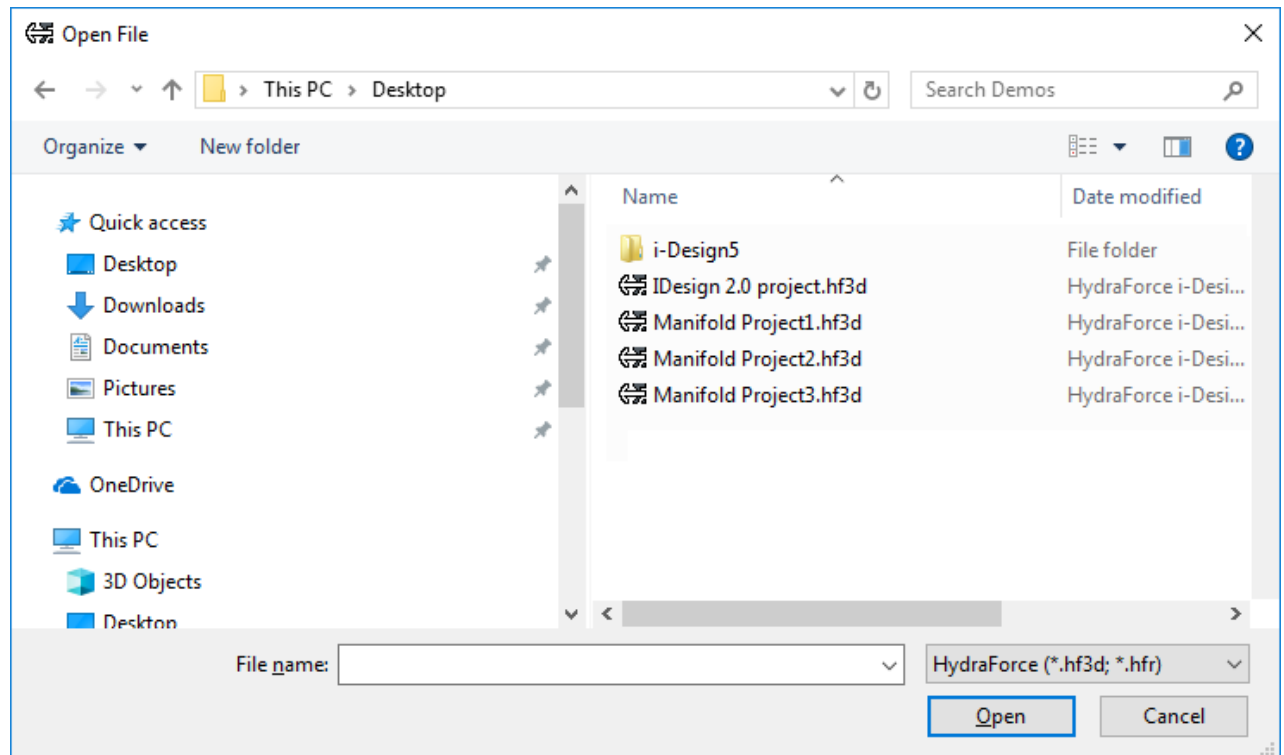 Open File
This PC > Desktop
Search Demos
Organize
New folder
?
Quick access
Desktop
Downloads
Documents
Pictures
This PC
OneDrive
This PC
3D Objects
Desktop
Name Date modified
i-Design5 File folder
IDesign 2.0 project.hf3d HydraForce i-Desi...
Manifold Project1.hf3d HydraForce i-Desi...
Manifold Project2.hf3d HydraForce i-Desi...
Manifold Project3.hf3d HydraForce i-Desi...
File name:
HydraForce (*.hf3d; *.hfr)
Open
Cancel